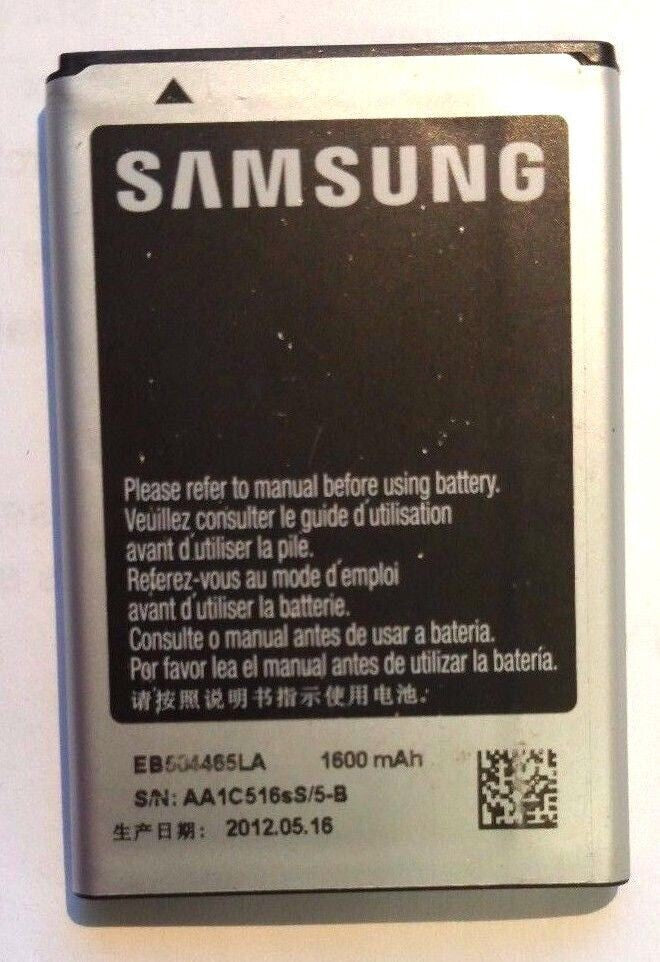 SAMSUNG
Please refer to manual before using battery.
Veuillez consulter le guide d'utilisation
avant d'utiliser la pile.
Referez-vous au mode d'emploi
avant d'utiliser la batterie.
Consulte o manual antes de usar a bateria.
Por favor lea el manual antes de utilizar la batería.
请按照说明书指示使用电池.
EB504465LA 1600 mAh
S/N: AA1C516sS/5-B
生产日期: 2012.05.16